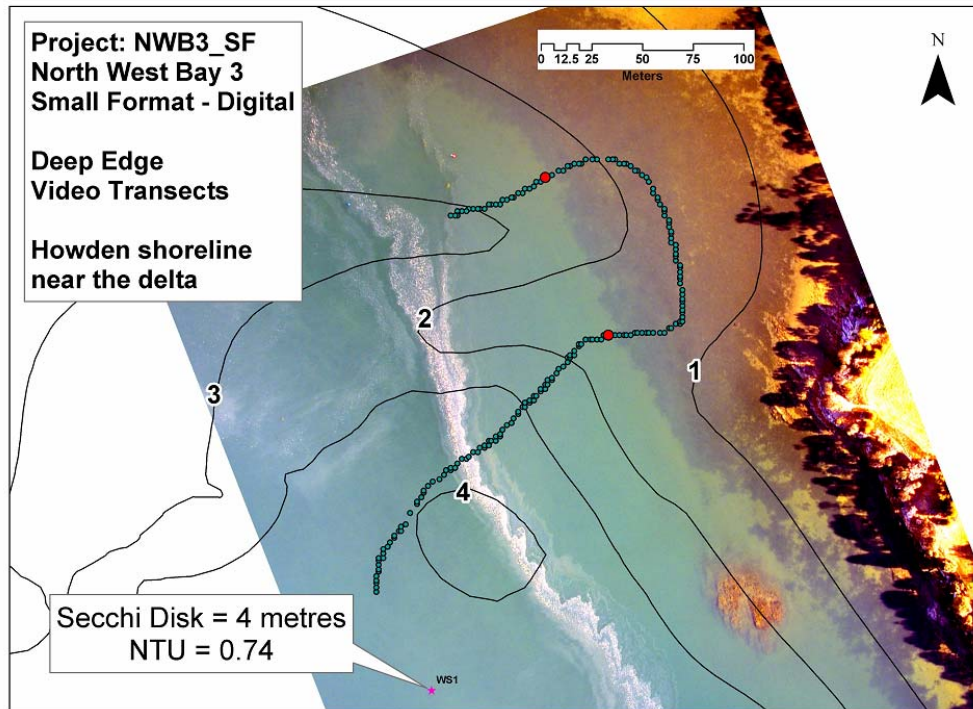 Project: NWB3_SF
North West Bay 3
Small Format - Digital
Deep Edge
Video Transects
Howden shoreline
near the delta
0 12.5 25 50 75 100
Meters
N
1
2
3
4
Secchi Disk = 4 metres
NTU = 0.74
WS1